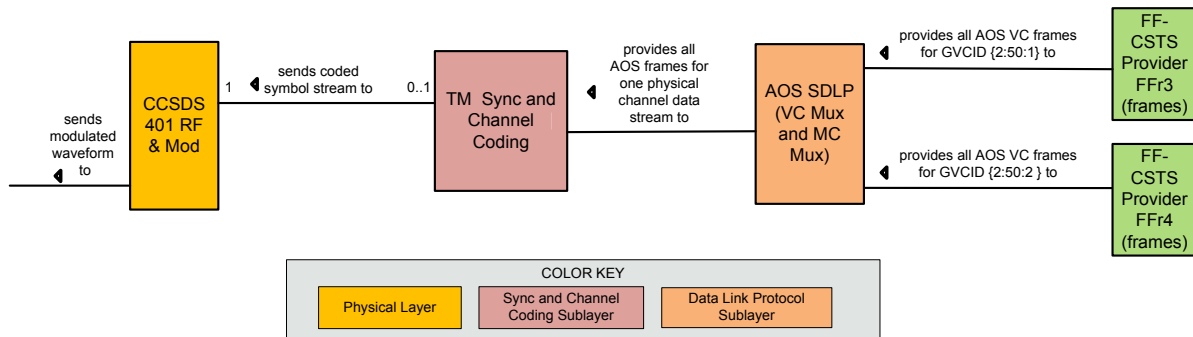 sends
modulated
waveform
to
CCSDS
401 RF
& Mod
1
sends coded
symbol stream to
0..1
TM Sync and
Channel
Coding
provides all
AOS frames for
one physical
channel data
stream to
AOS SDLP
(VC Mux
and MC
Mux)
provides all AOS VC frames
for GVCID {2:50:1} to
FF-
CSTS
Provider
FFr3
(frames)
provides all AOS VC frames
for GVCID {2:50:2 } to
FF-
CSTS
Provider
FFr4
(frames)
COLOR KEY
Physical Layer
Sync and Channel
Coding Sublayer
Data Link Protocol
Sublayer